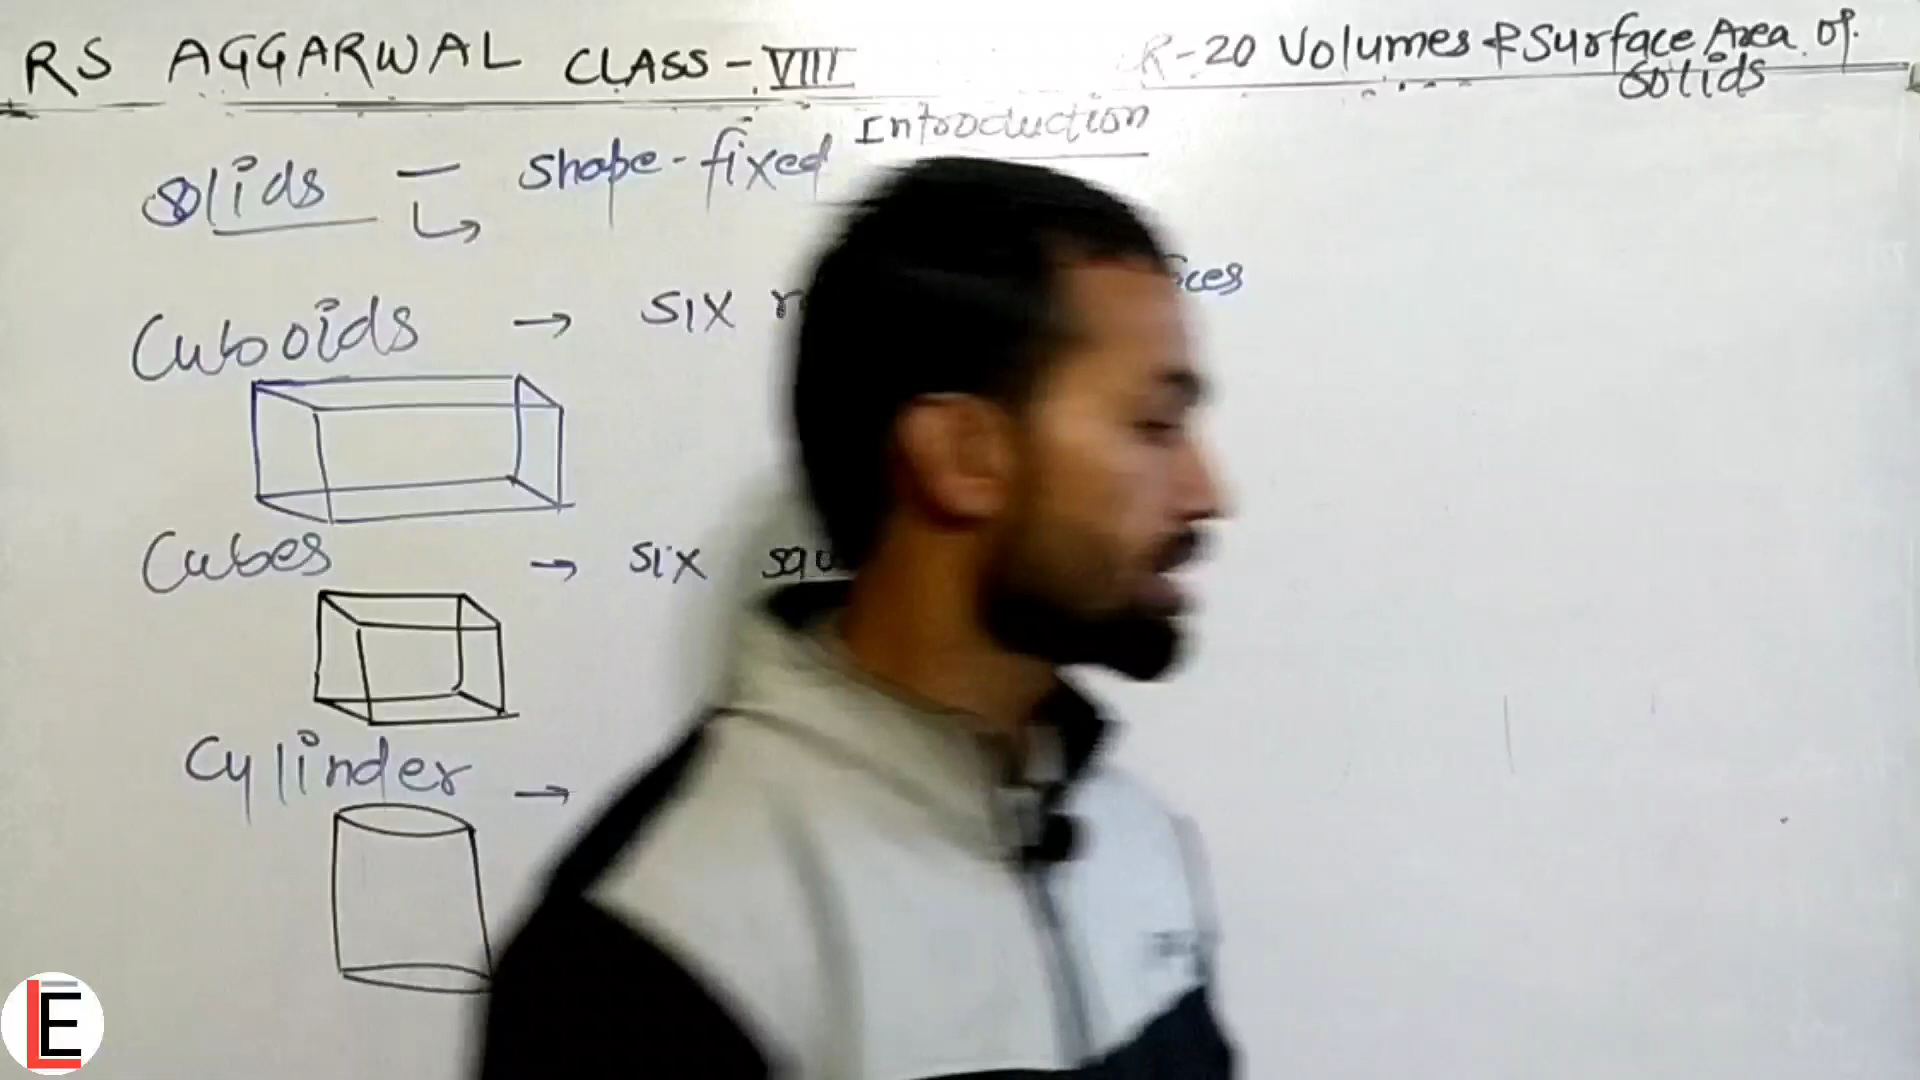 RS AGGARWAL CLASS-VIII R-20 Volumes & Surface Area of
Solids
Introduction
Solids — shape-fixed
Cuboids → six
Cubes → six
Cylinder →
LE